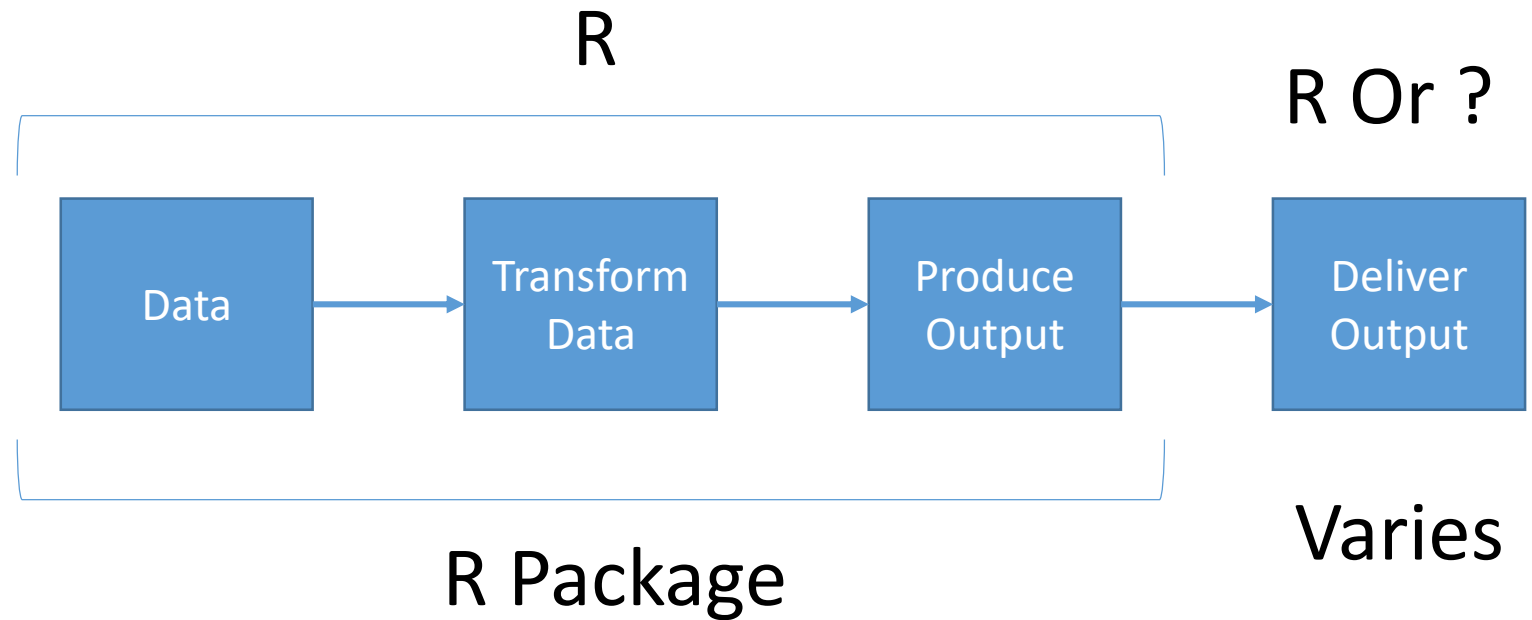 R
R Or ?
Data
Transform
Data
Produce
Output
Deliver
Output
R Package
Varies